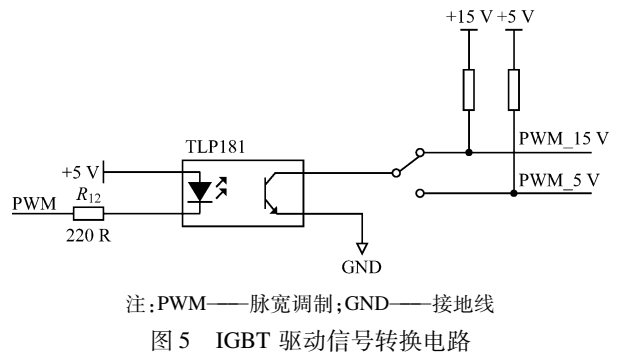 +15 V +5 V
TLP181
PWM_15 V
+5 V
R12
PWM_5 V
PWM
220 R
GND
注:PWM——脉宽调制;GND——接地线
图5 IGBT 驱动信号转换电路